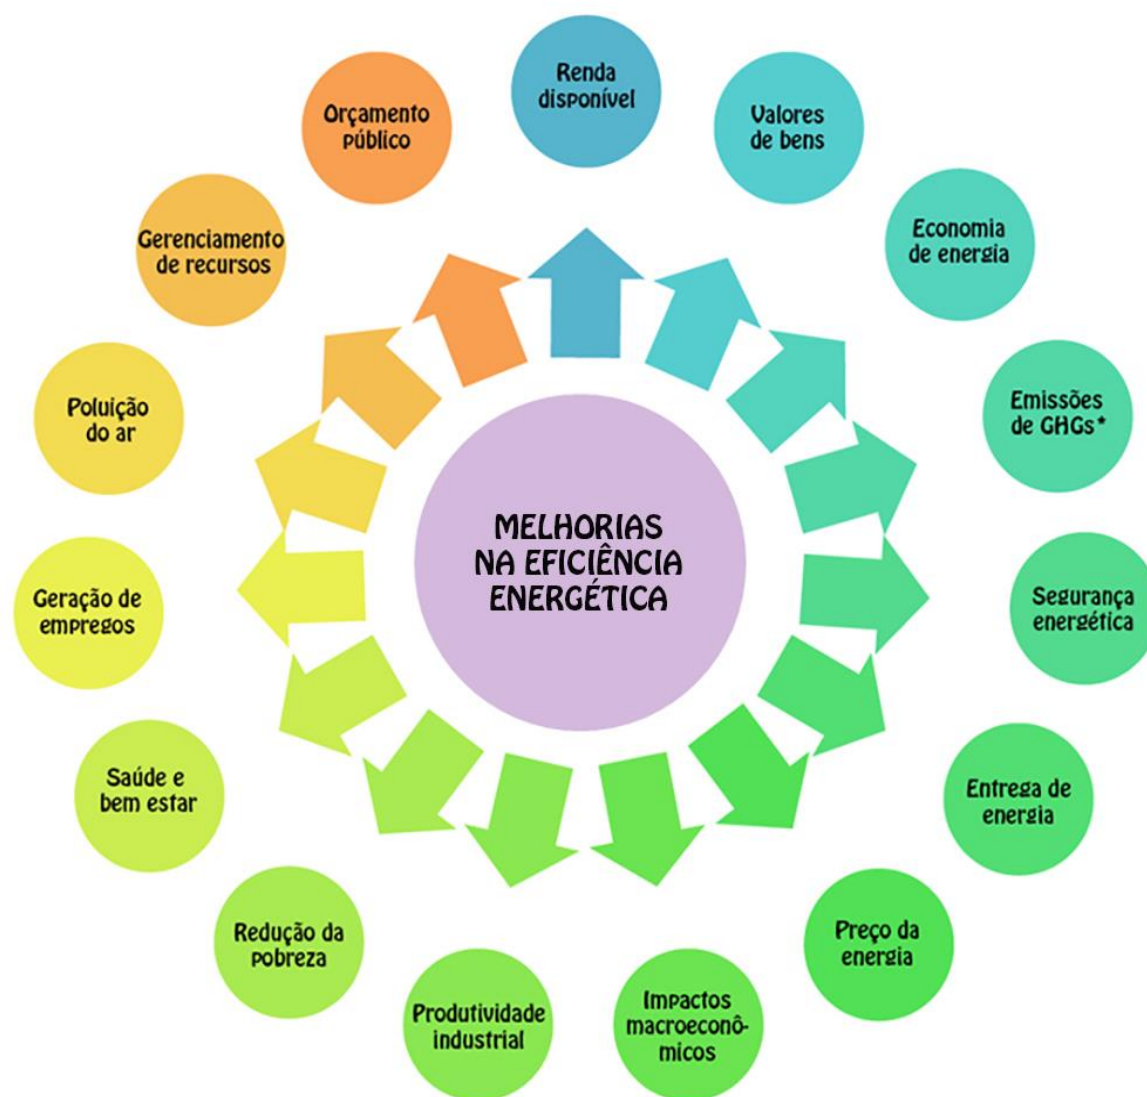 Renda
disponível
Valores
de bens
Economia
de energia
Emissões
de GHGs*
Segurança
energética
Entrega de
energia
Preço da
energia
Impactos
macroeconô-
micos
Produtividade
industrial
Redução da
pobreza
Saúde e
bem estar
Geração de
empregos
Poluição
do ar
Gerenciamento
de recursos
Orçamento
público
MELHORIAS
NA EFICIÊNCIA
ENERGÉTICA